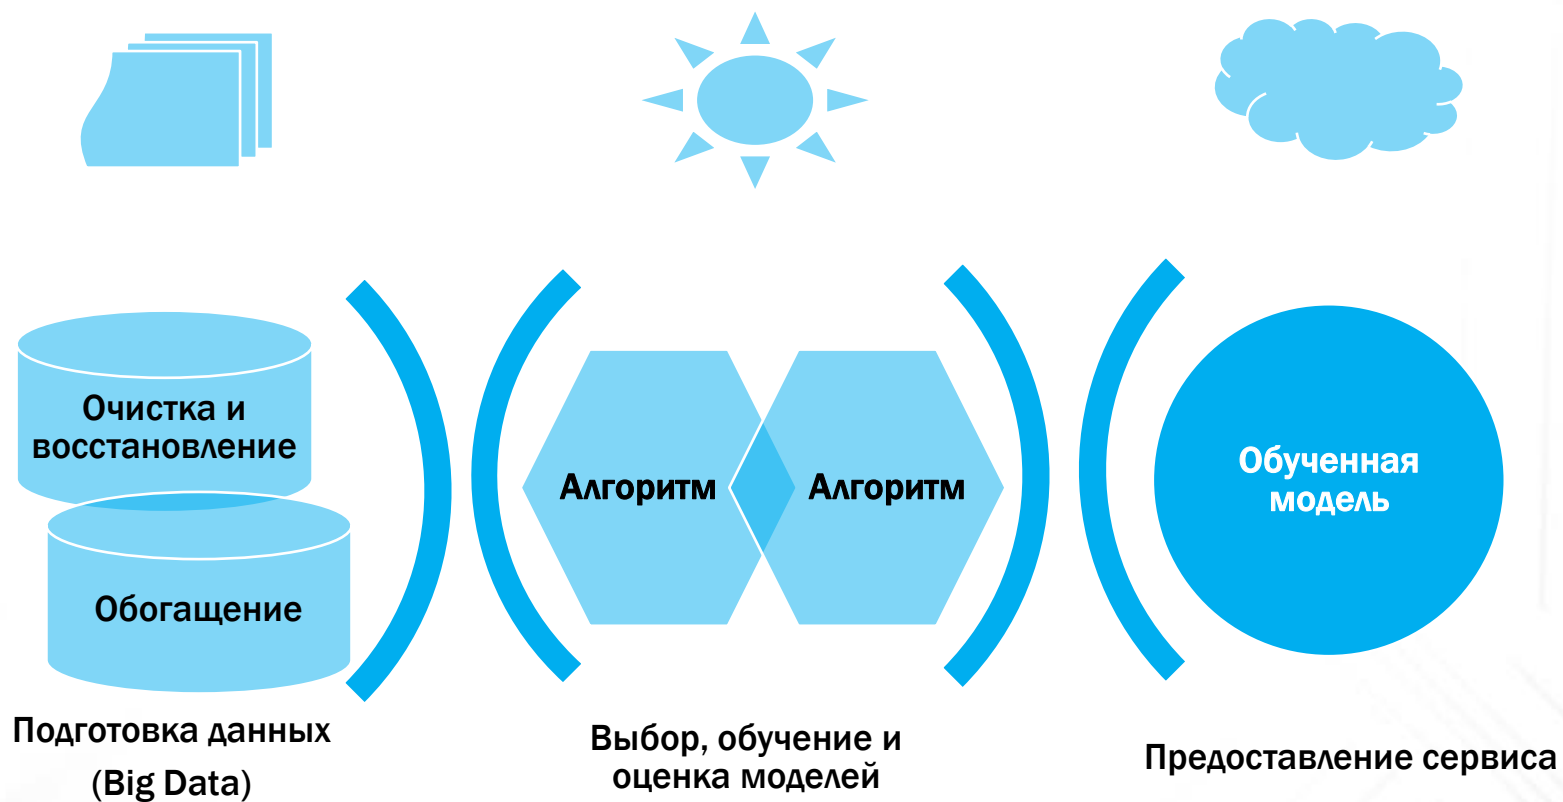 Очистка и
восстановление
Обогащение
Подготовка данных
(Big Data)
Алгоритм
Алгоритм
Выбор, обучение и
оценка моделей
Обученная
модель
Предоставление сервиса